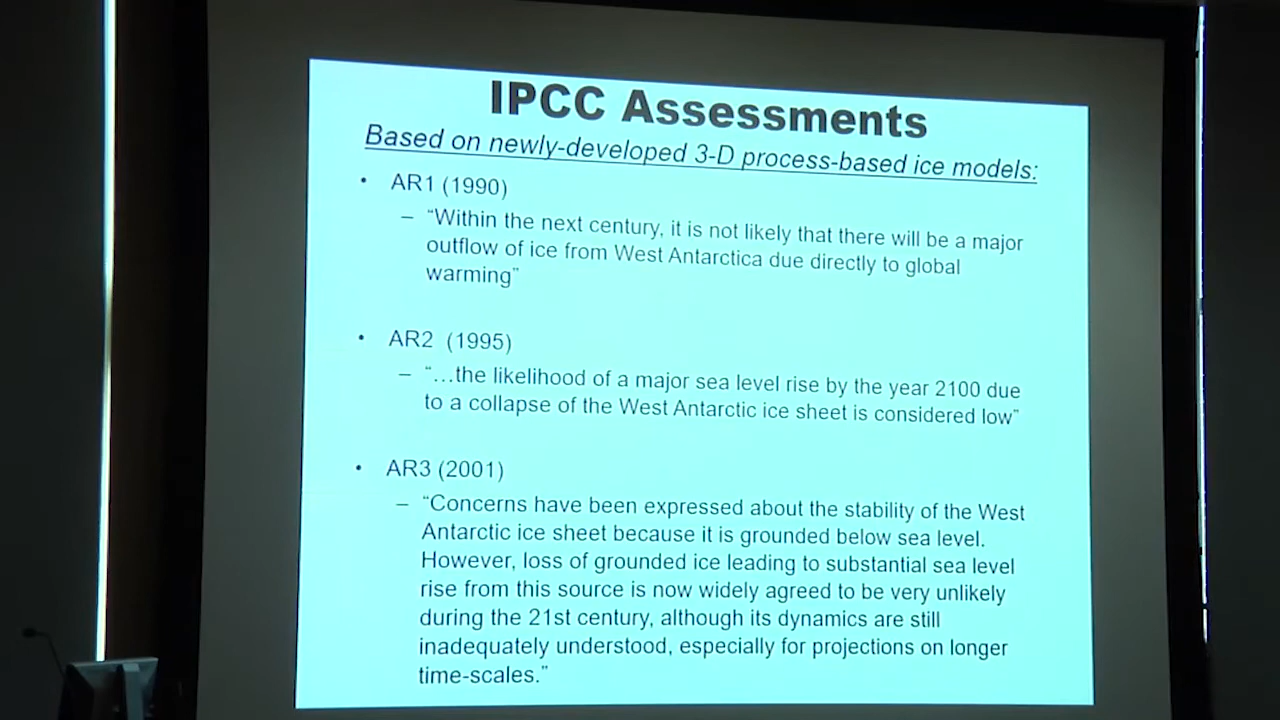 IPCC Assessments
Based on newly-developed 3-D process-based ice models:
• AR1 (1990)
– “Within the next century, it is not likely that there will be a major
outflow of ice from West Antarctica due directly to global
warming”
• AR2 (1995)
– “…the likelihood of a major sea level rise by the year 2100 due
to a collapse of the West Antarctic ice sheet is considered low”
• AR3 (2001)
– “Concerns have been expressed about the stability of the West
Antarctic ice sheet because it is grounded below sea level.
However, loss of grounded ice leading to substantial sea level
rise from this source is now widely agreed to be very unlikely
during the 21st century, although its dynamics are still
inadequately understood, especially for projections on longer
time-scales.”